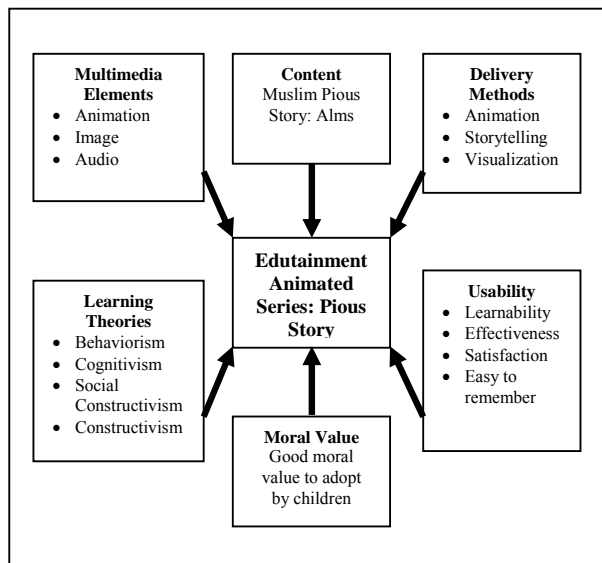 Multimedia
Elements
• Animation
• Image
• Audio
Content
Muslim Pious
Story: Alms
Delivery
Methods
• Animation
• Storytelling
• Visualization
Edutainment
Animated
Series: Pious
Story
Learning
Theories
• Behaviorism
• Cognitivism
• Social
Constructivism
• Constructivism
Moral Value
Good moral
value to adopt
by children
Usability
• Learnability
• Effectiveness
• Satisfaction
• Easy to
remember